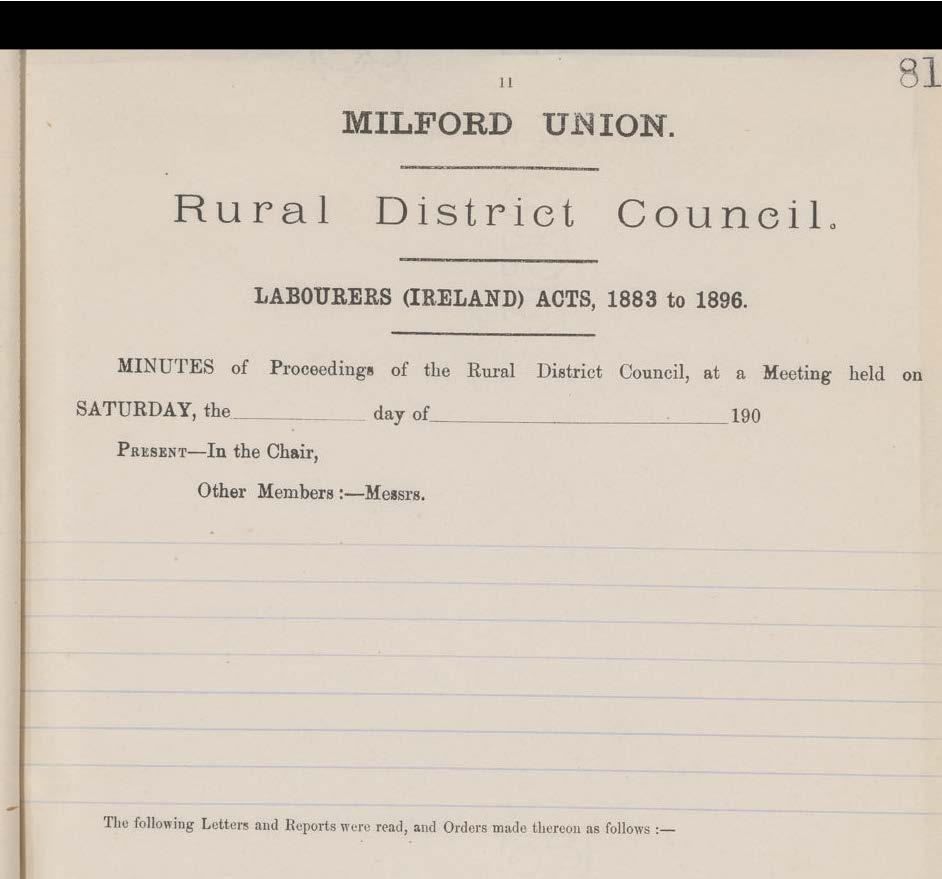 11
81
MILFORD UNION.
Rural District Council.
LABOURERS (IRELAND) ACTS, 1883 to 1896.
MINUTES of Proceedings of the Rural District Council, at a Meeting held on
SATURDAY, the day of 190
PRESENT—In the Chair,
Other Members:—Messrs.
The following Letters and Reports were read, and Orders made thereon as follows:—